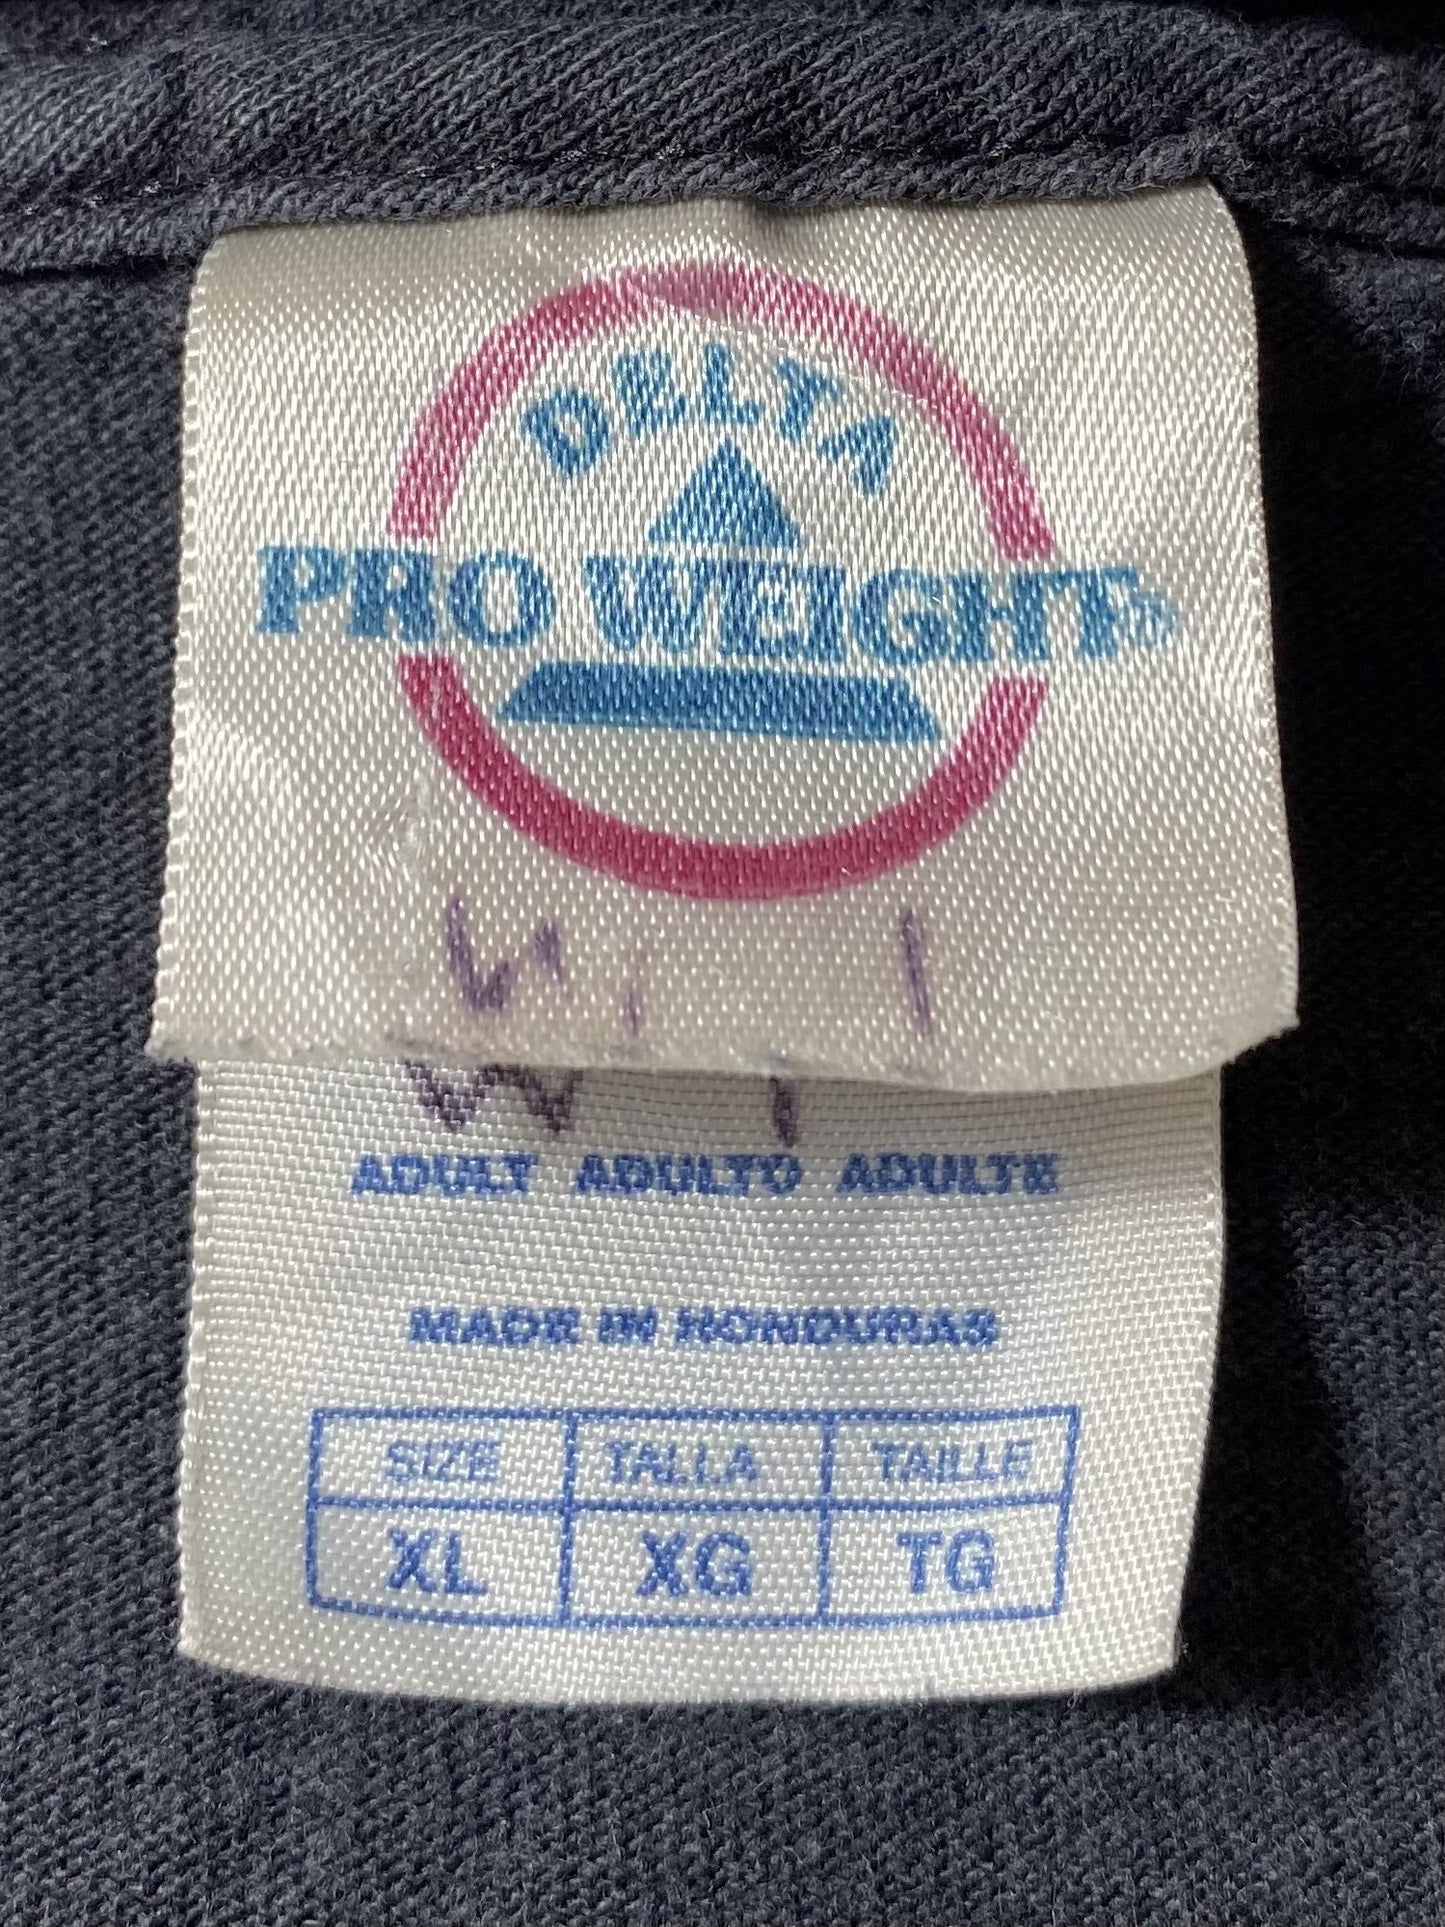 DELTA
PRO WEIGHT
ADULT ADULTO ADULTE
MADE IN HONDURAS
SIZE TALLA TAILLE
XL XG TG